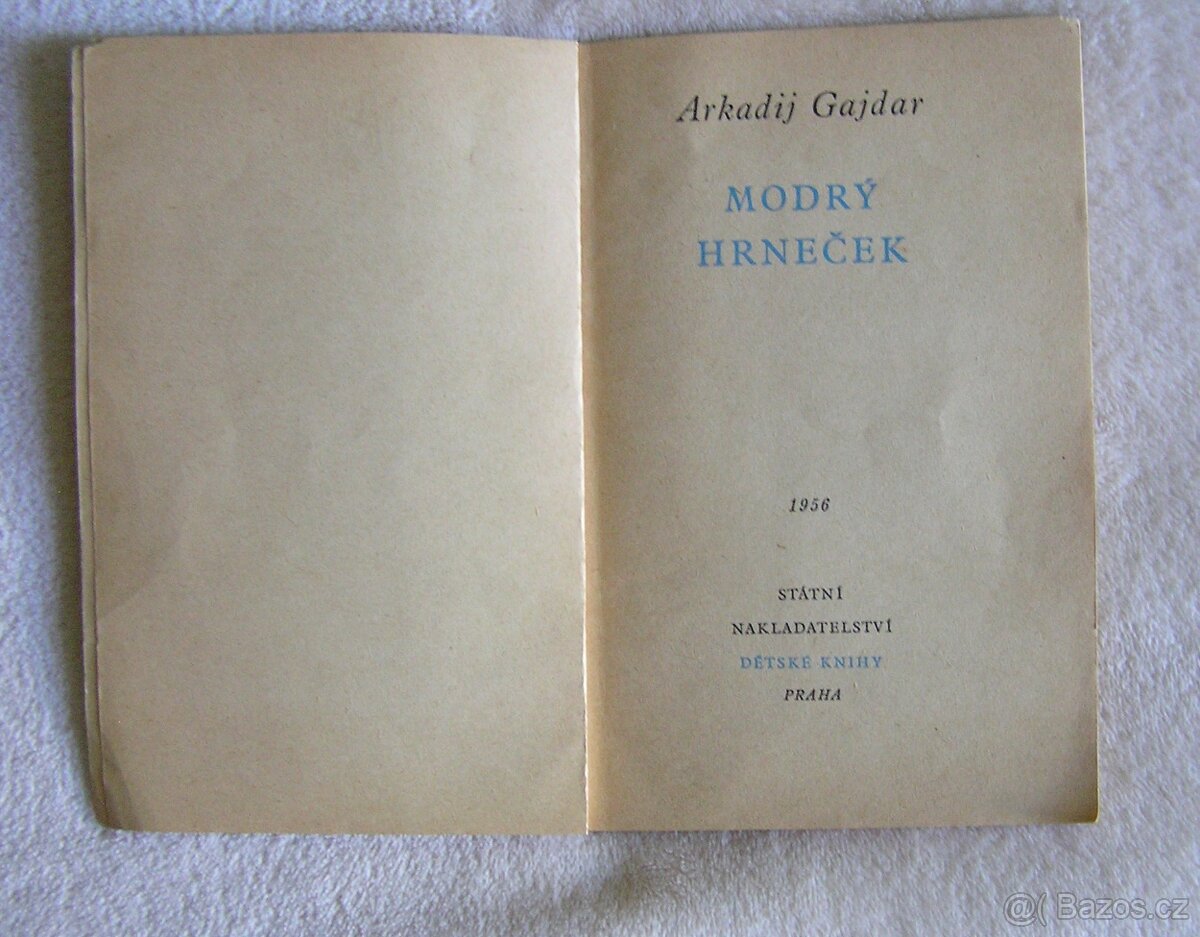 Arkadij Gajdar
MODRÝ
HRNEČEK
1956
STÁTNÍ
NAKLADATELSTVÍ
DĚTSKÉ KNIHY
PRAHA
@( Bazos.cz